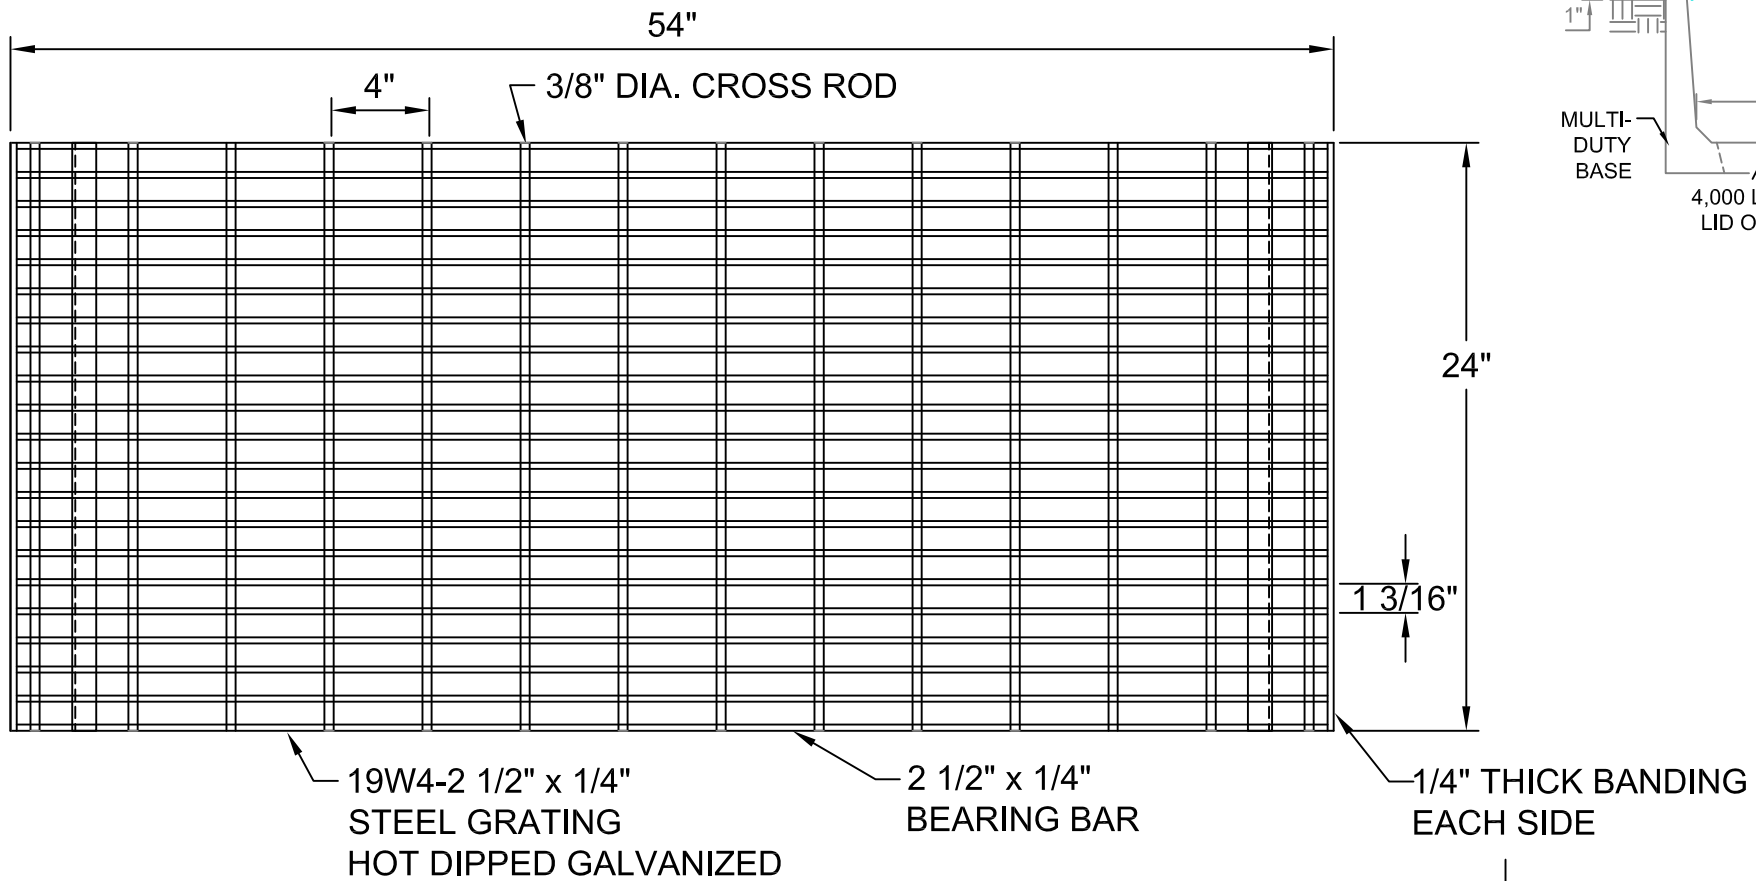 54"
4"
3/8" DIA. CROSS ROD
1"
MULTI-
DUTY
BASE
4,000
LID
24"
1 3/16"
19W4-2 1/2" x 1/4"
STEEL GRATING
HOT DIPPED GALVANIZED
2 1/2" x 1/4"
BEARING BAR
1/4" THICK BANDING
EACH SIDE